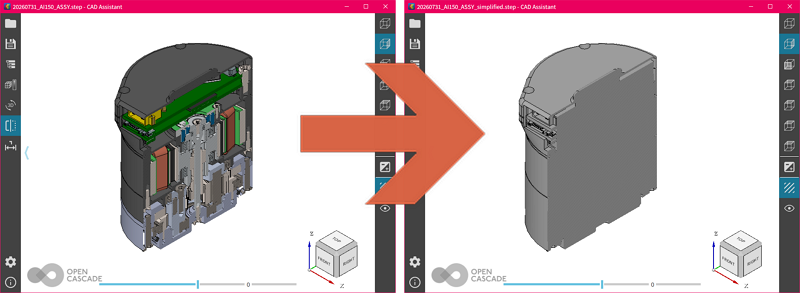 20260731_AI150_ASSY.step - CAD Assistant
TOP
FRONT
RIGHT
Z
X
OPEN
CASCADE
0
20260731_AI150_ASSY_simplified.step - CAD Assistant
TOP
FRONT
RIGHT
Z
X
OPEN
CASCADE
0